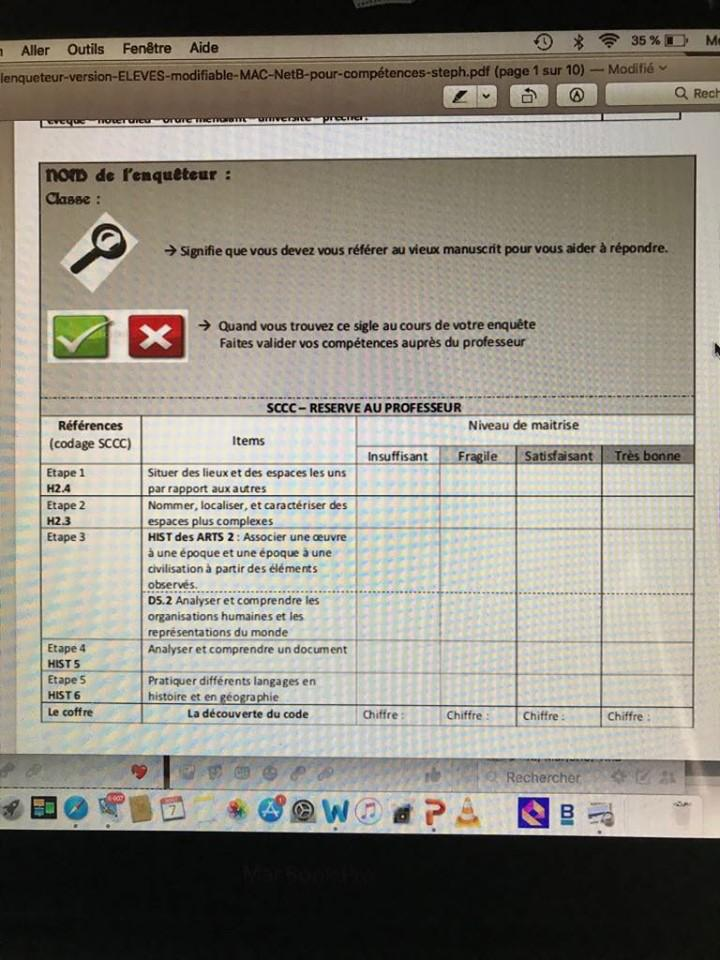 Aller Outils Fenêtre Aide
35 %
enqueteur-version-ELEVES-modifiable-MAC-NetB-pour-compétences-steph.pdf (page 1 sur 10) — Modifié
Rech
NOM de l'enquêteur :
Classe :
→ Signifie que vous devez vous référer au vieux manuscrit pour vous aider à répondre.
→ Quand vous trouvez ce sigle au cours de votre enquête
Faites valider vos compétences auprès du professeur
SCCC – RESERVE AU PROFESSEUR
Références
(codage SCCC)
Items
Niveau de maitrise
Insuffisant Fragile Satisfaisant Très bonne
Etape 1
H2.4
Situer des lieux et des espaces les uns
par rapport aux autres
Etape 2
H2.3
Nommer, localiser, et caractériser des
espaces plus complexes
Etape 3
HIST des ARTS 2 : Associer une œuvre
à une époque et une époque à une
civilisation à partir des éléments
observés.
D5.2 Analyser et comprendre les
organisations humaines et les
représentations du monde
Etape 4
HIST 5
Analyser et comprendre un document
Etape 5
HIST 6
Pratiquer différents langages en
histoire et en géographie
Le coffre
La découverte du code
Chiffre : Chiffre : Chiffre : Chiffre :
Rechercher
7
MacBook Pro